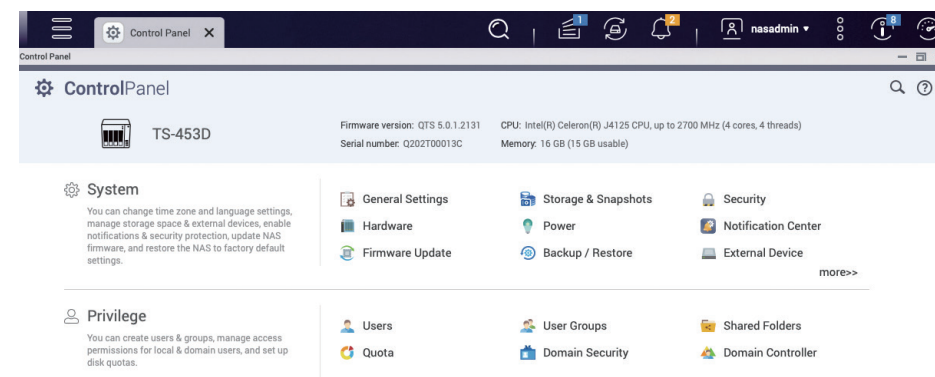 Control Panel X
1
2
nasadmin
8
Control Panel
ControlPanel
TS-453D
Firmware version: QTS 5.0.1.2131
Serial number: Q202T00013C
CPU: Intel(R) Celeron(R) J4125 CPU, up to 2700 MHz (4 cores, 4 threads)
Memory: 16 GB (15 GB usable)
System
You can change time zone and language settings,
manage storage space & external devices, enable
notifications & security protection, update NAS
firmware, and restore the NAS to factory default
settings.
General Settings
Storage & Snapshots
Security
Hardware
Power
Notification Center
Firmware Update
Backup / Restore
External Device
more>>
Privilege
You can create users & groups, manage access
permissions for local & domain users, and set up
disk quotas.
Users
User Groups
Shared Folders
Quota
Domain Security
Domain Controller